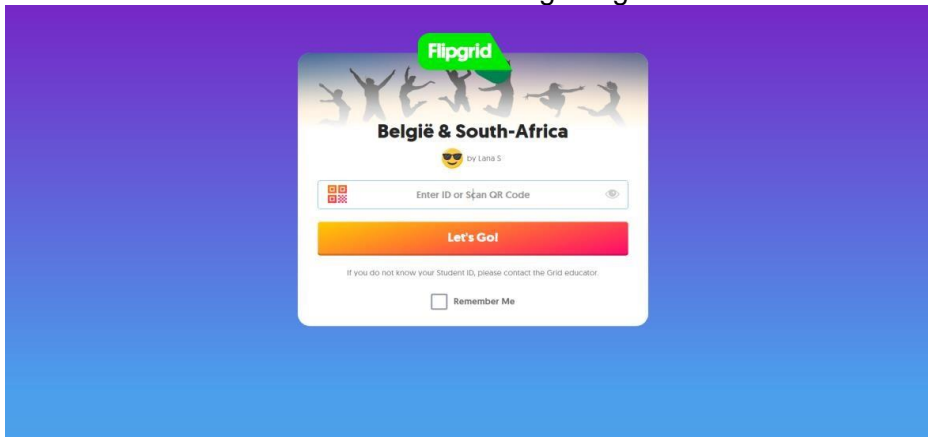 Flipgrid
België & South-Africa
by Lana S
Enter ID or Scan QR Code
Let's Go!
If you do not know your Student ID, please contact the Grid educator.
Remember Me